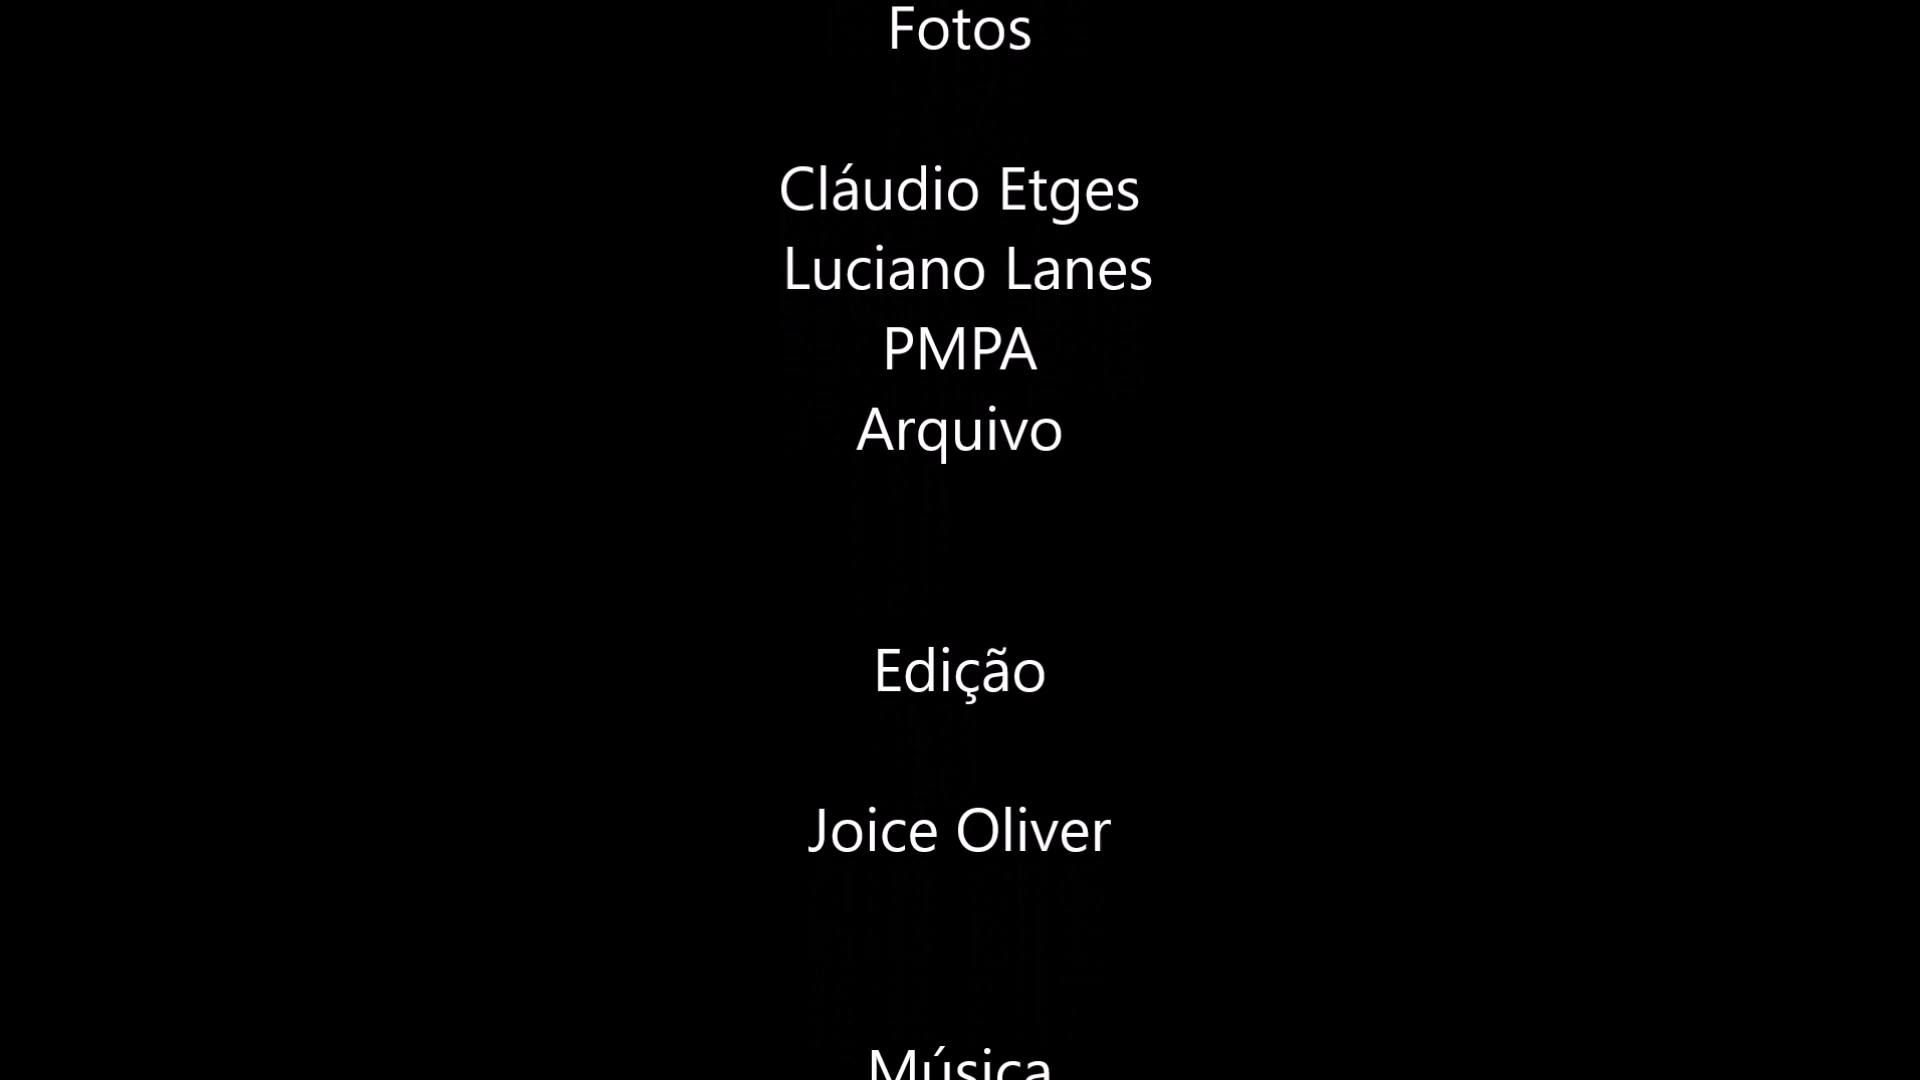 Fotos
Cláudio Etges
Luciano Lanes
PMPA
Arquivo
Edição
Joice Oliver
Música